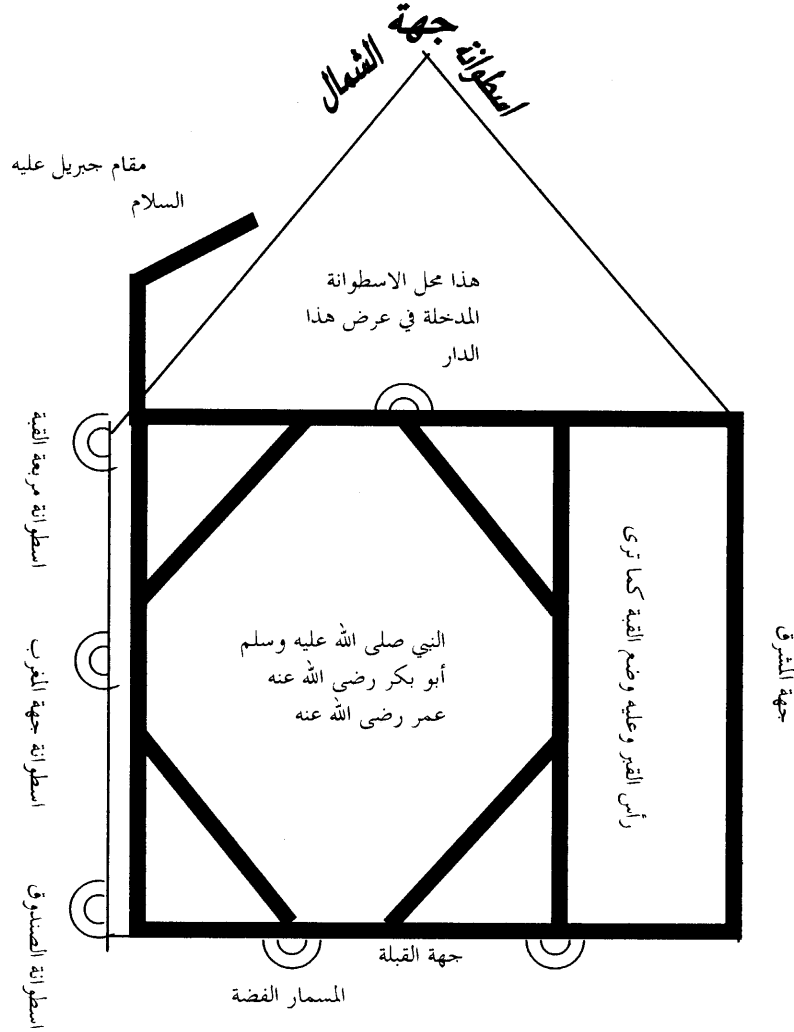 اسطوانة جهة الشمال
مقام جبريل عليه
السلام
هذا محل الاسطوانة
المدخلة في عرض هذا
الدار
اسطوانة مربعة القبة
اسطوانة جهة المغرب
اسطوانة الصندوق
النبي صلى الله عليه وسلم
أبو بكر رضى الله عنه
عمر رضى الله عنه
رأس القبر وعليه وضع القبة كما ترى
جهة المشرق
جهة القبلة
المسمار الفضة